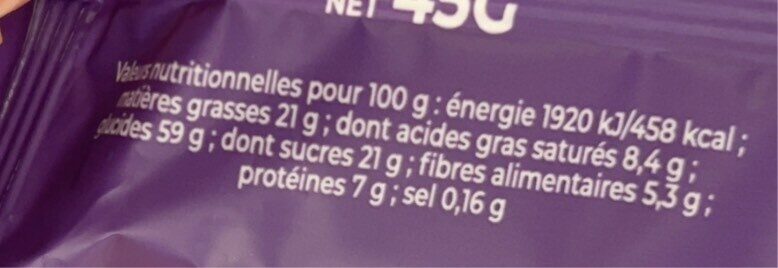 NET 45G
Valeurs nutritionnelles pour 100 g : énergie 1920 kJ/458 kcal ;
matières grasses 21 g ; dont acides gras saturés 8,4 g ;
glucides 59 g ; dont sucres 21 g ; fibres alimentaires 5,3 g ;
protéines 7 g ; sel 0,16 g